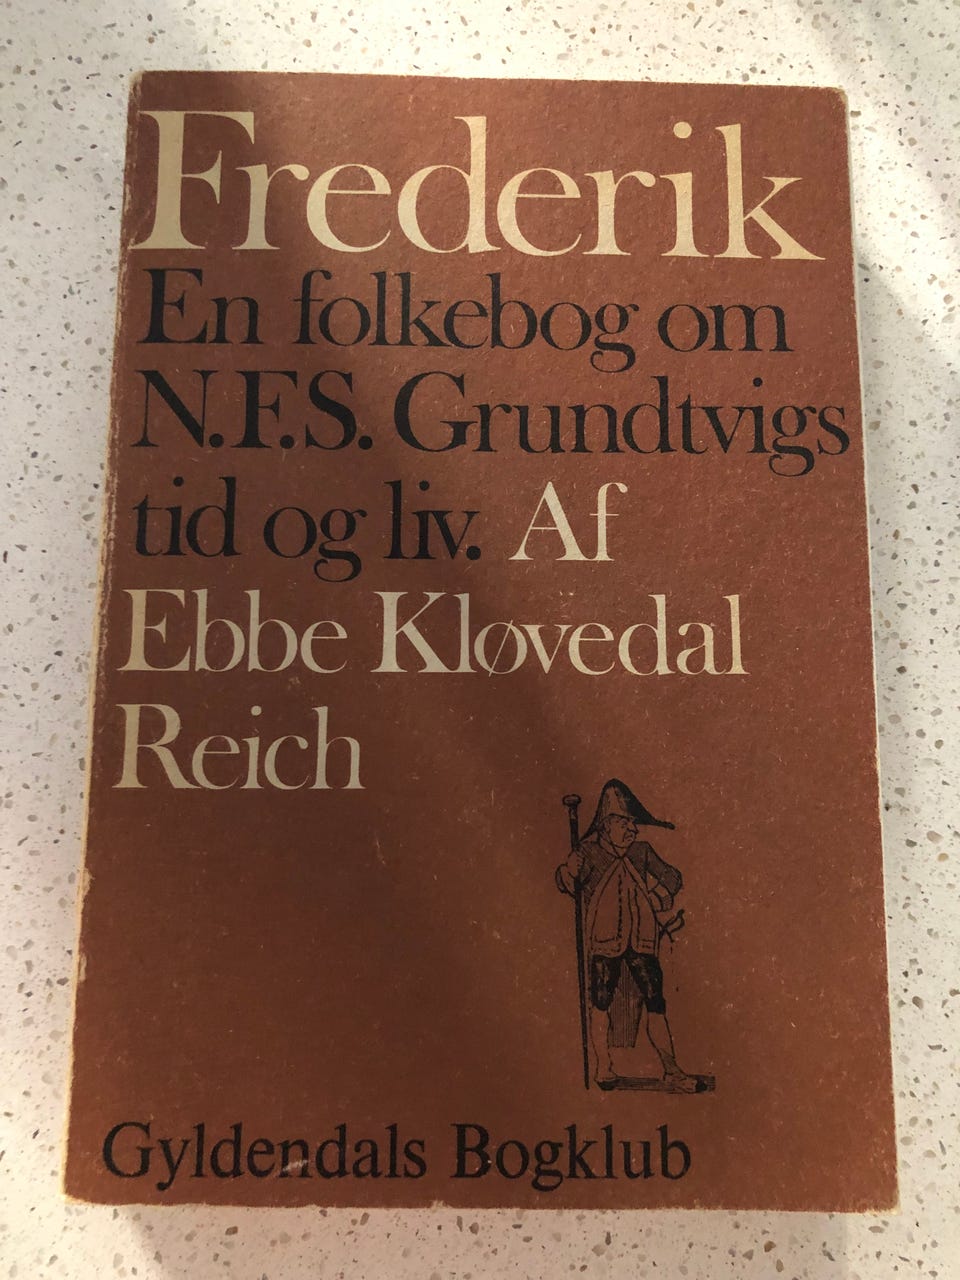 Frederik
En folkebog om
N.F.S. Grundtvigs
tid og liv. Af
Ebbe Kløvedal
Reich
Gyldendals Bogklub